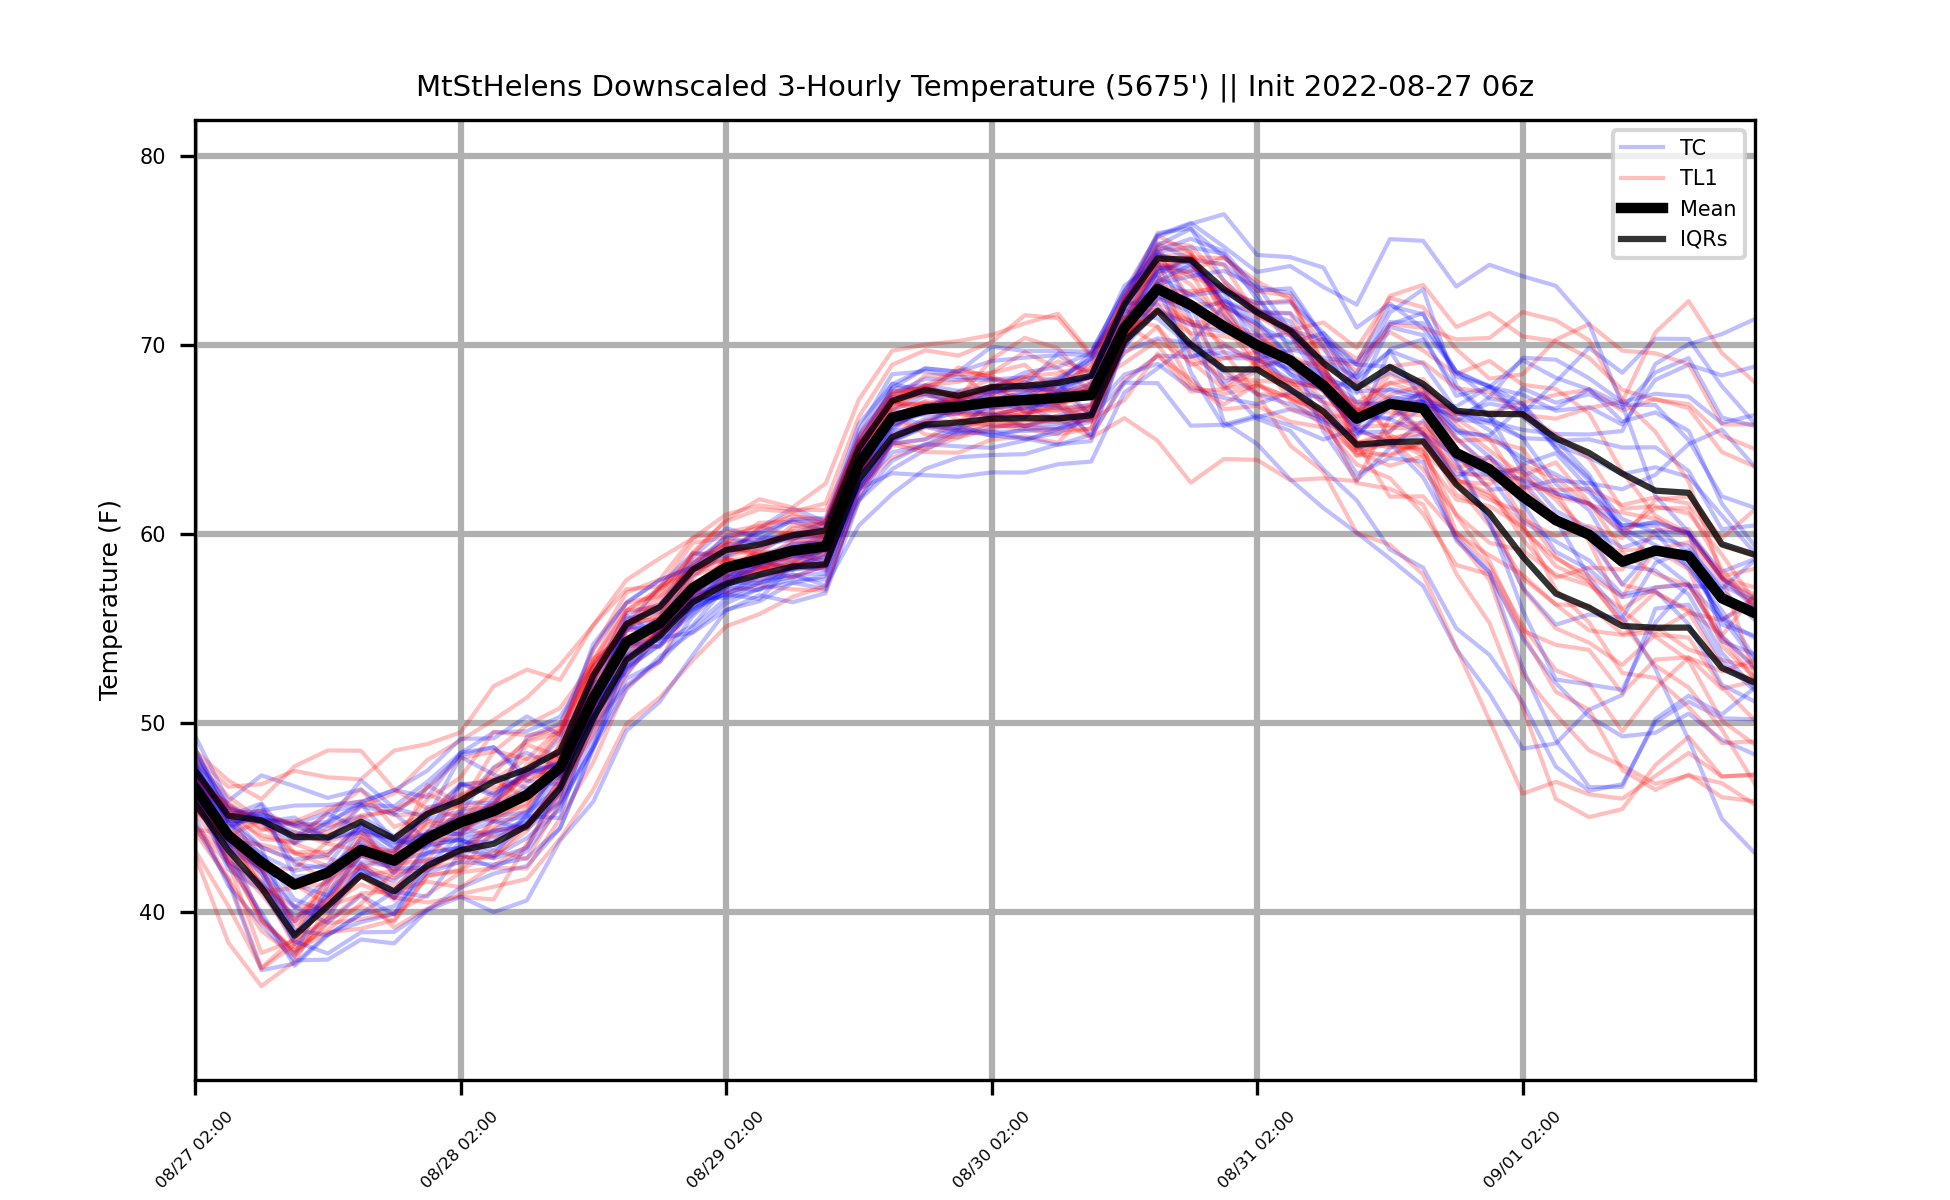 MtStHelens Downscaled 3-Hourly Temperature (5675') || Init 2022-08-27 06z
TC
TL1
Mean
IQRs
Temperature (F)
80
70
60
50
40
08/27 02:00
08/28 02:00
08/29 02:00
08/30 02:00
08/31 02:00
09/01 02:00